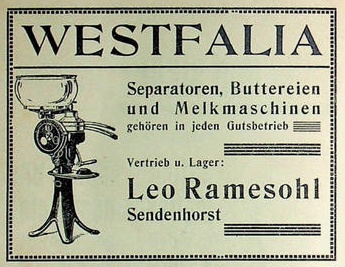 WESTFALIA
Separatoren, Buttereien
und Melkmaschinen
gehören in jeden Gutsbetrieb
Vertrieb u. Lager:
Leo Ramesohl
Sendenhorst